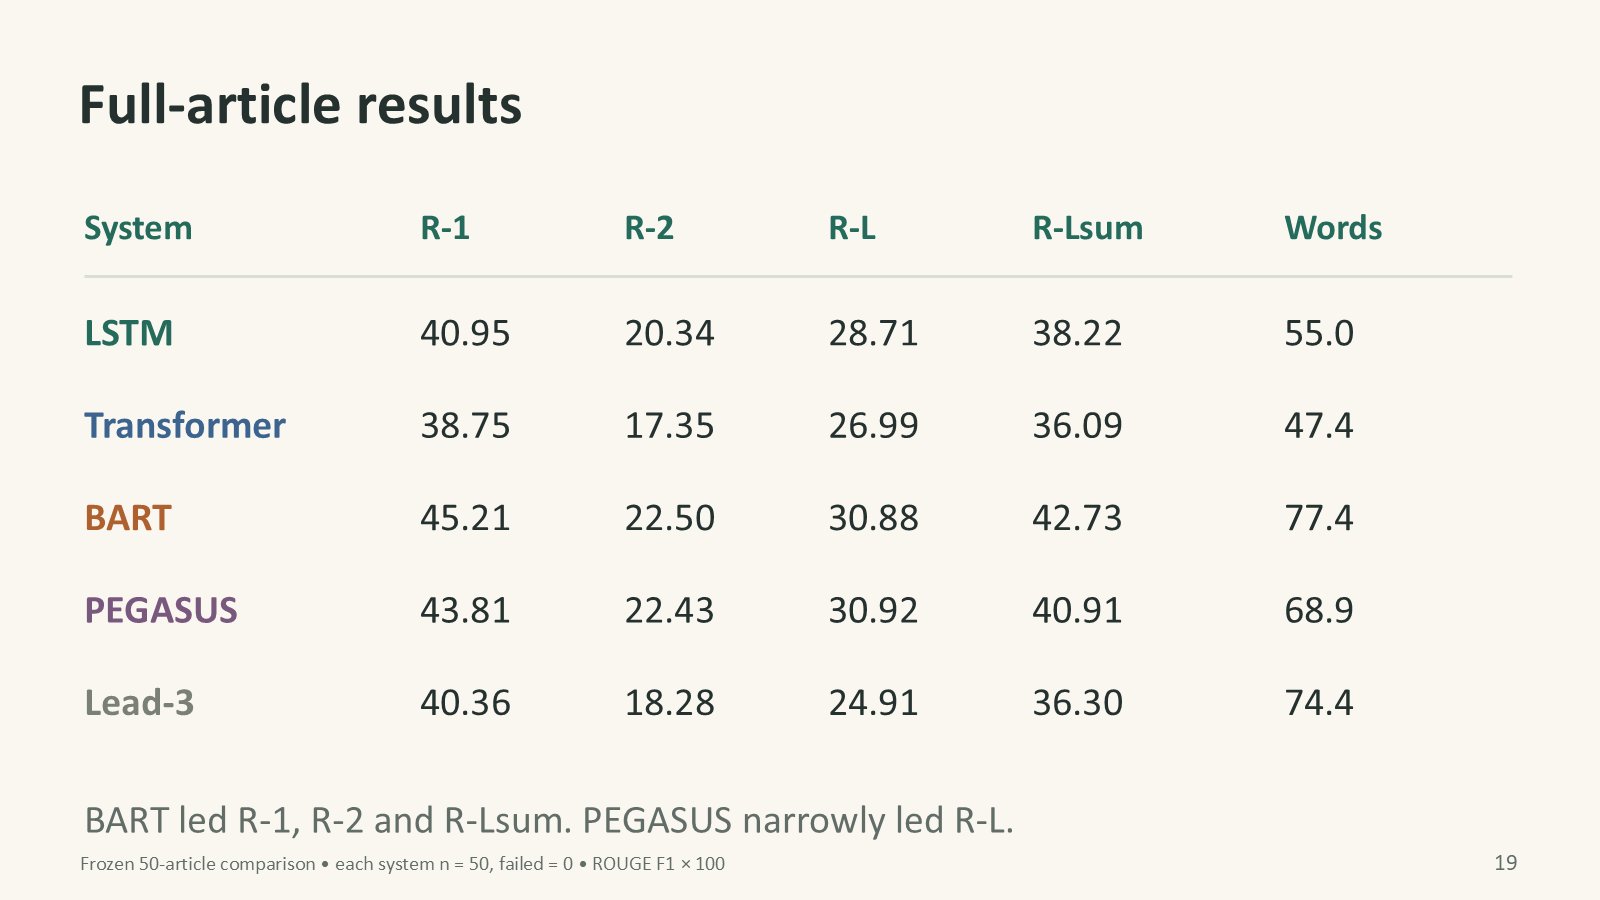 Full-article results
System R-1 R-2 R-L R-Lsum Words
LSTM 40.95 20.34 28.71 38.22 55.0
Transformer 38.75 17.35 26.99 36.09 47.4
BART 45.21 22.50 30.88 42.73 77.4
PEGASUS 43.81 22.43 30.92 40.91 68.9
Lead-3 40.36 18.28 24.91 36.30 74.4
BART led R-1, R-2 and R-Lsum. PEGASUS narrowly led R-L.
Frozen 50-article comparison • each system n = 50, failed = 0 • ROUGE F1 × 100
19